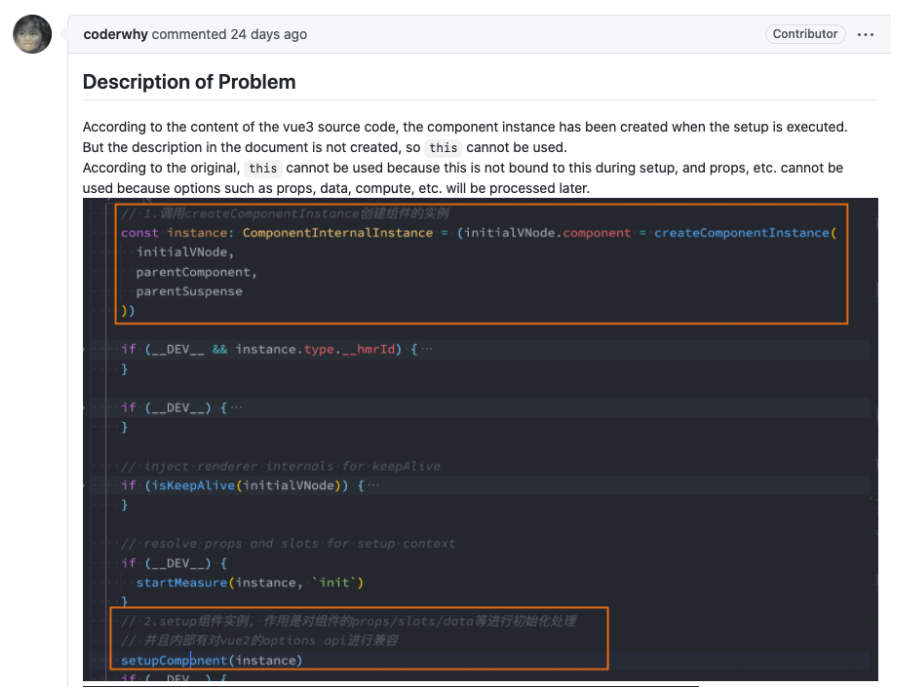 coderwhy commented 24 days ago
Contributor
Description of Problem
According to the content of the vue3 source code, the component instance has been created when the setup is executed.
But the description in the document is not created, so this cannot be used.
According to the original, this cannot be used because this is not bound to this during setup, and props, etc. cannot be
used because options such as props, data, compute, etc. will be processed later.
// 1.调用createComponentInstance创建组件的实例
const instance: ComponentInternalInstance = (initialVNode.component = createComponentInstance(
initialVNode,
parentComponent,
parentSuspense
))
if (__DEV__ && instance.type.__hmrId) {
}
if (__DEV__) {
}
// inject renderer internals for keepAlive
if (isKeepAlive(initialVNode)) {
}
// resolve props and slots for setup context
if (__DEV__) {
startMeasure(instance, `init`)
}
// 2.setup组件实例, 作用是对组件的props/slots/data等进行初始化处理
// 并且内部有对vue2的options api进行兼容
setupComponent(instance)
if (__DEV__) {